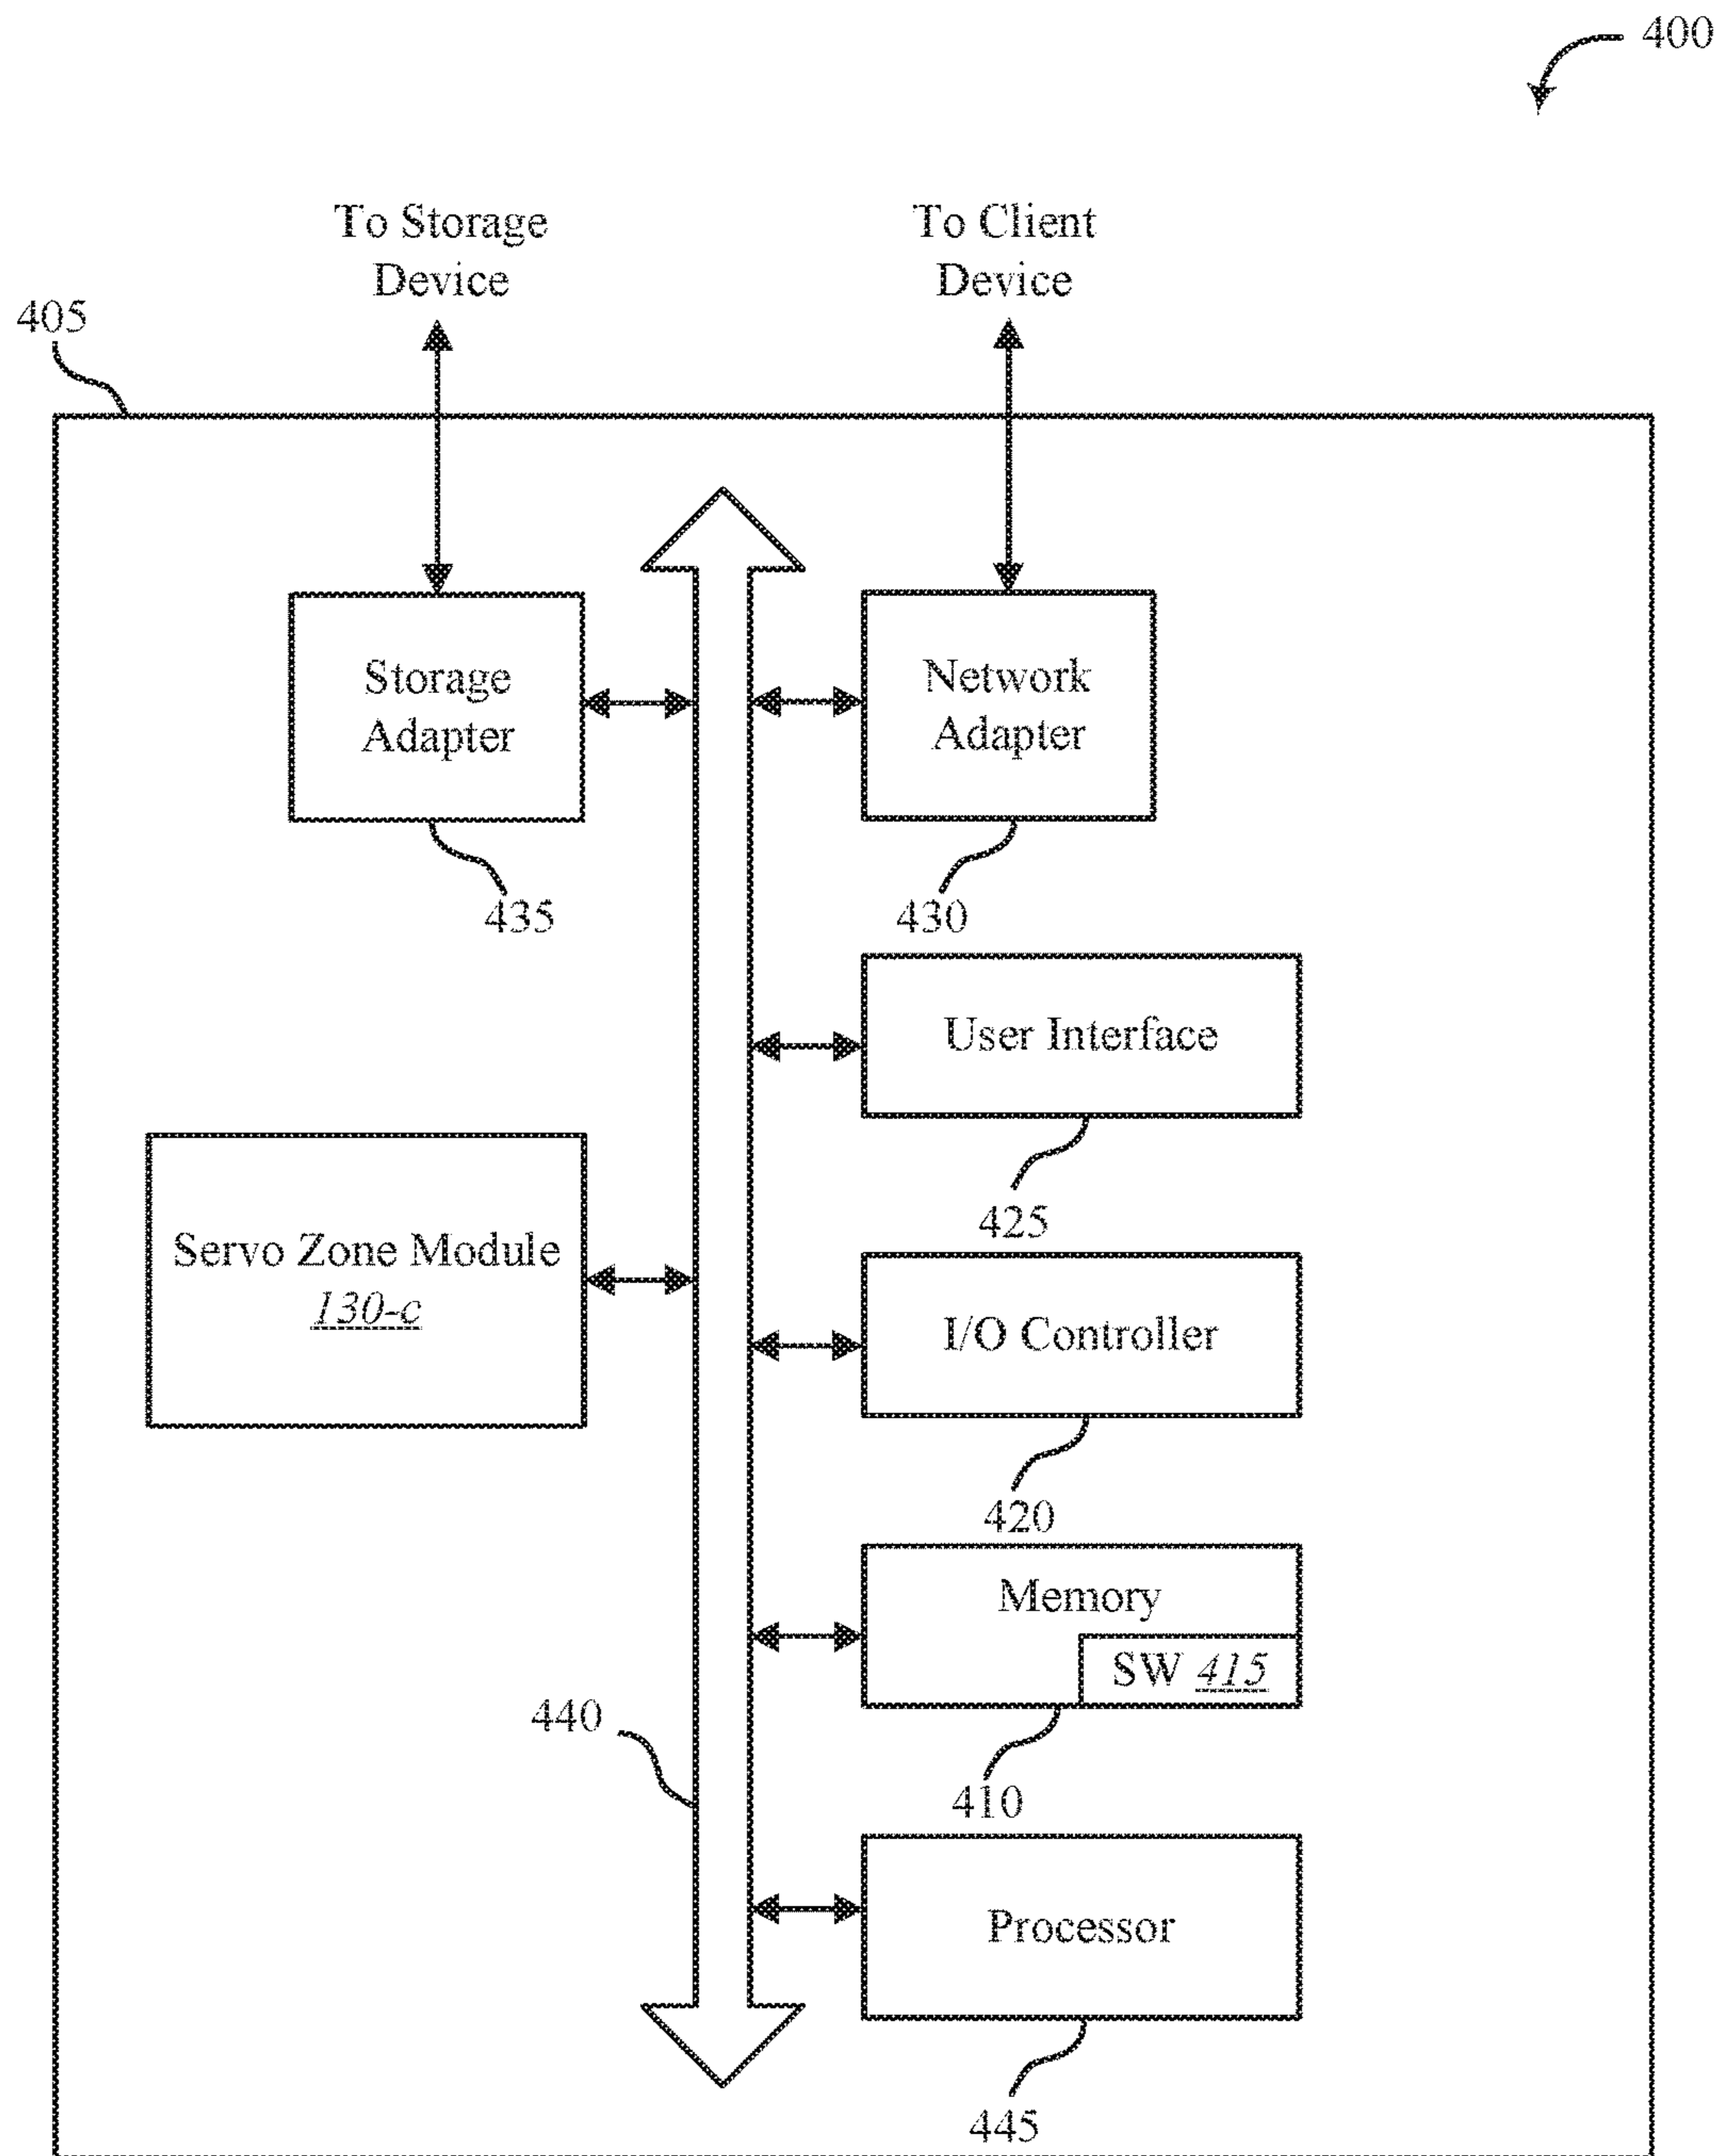 400
To Storage
Device
To Client
Device
405
Storage
Adapter
Network
Adapter
435
430
User Interface
425
Servo Zone Module
130-c
I/O Controller
420
Memory
SW 415
440
410
Processor
445